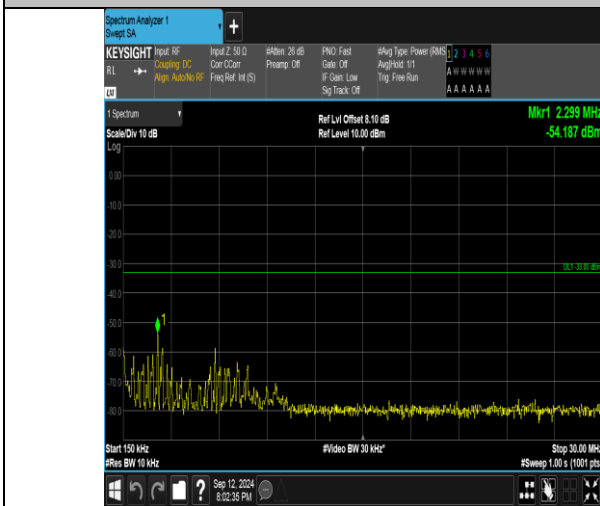 Spectrum Analyzer 1
Swept SA
+
KEYSIGHT
RL
LXI
Input: RF
Coupling: DC
Align: Auto/No RF
Input Z: 50 Ω
Corr CCorr
Freq Ref: Int (S)
#Atten: 26 dB
Preamp: Off
PNO: Fast
Gate: Off
IF Gain: Low
Sig Track: Off
#Avg Type: Power (RMS
Avg|Hold: 1/1
Trig: Free Run
1 2 3 4 5 6
A W W W W W
A A A A A A
1 Spectrum
Scale/Div 10 dB
Log
Ref Lvl Offset 8.10 dB
Ref Level 10.00 dBm
Mkr1 2.299 MHz
-54.187 dBm
0.00
-10.0
-20.0
-30.0
-40.0
-50.0
-60.0
-70.0
-80.0
DL1 -33.00 dBm
1
Start 150 kHz
#Res BW 10 kHz
#Video BW 30 kHz*
Stop 30.00 MHz
#Sweep 1.00 s (1001 pts
?
Sep 12, 2024
8:02:35 PM